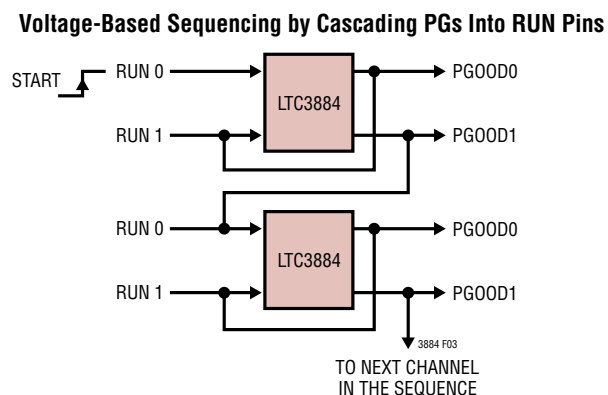 Voltage-Based Sequencing by Cascading PGs Into RUN Pins
START
RUN 0
LTC3884
PGOOD0
RUN 1
PGOOD1
RUN 0
LTC3884
PGOOD0
RUN 1
PGOOD1
3884 F03
TO NEXT CHANNEL
IN THE SEQUENCE